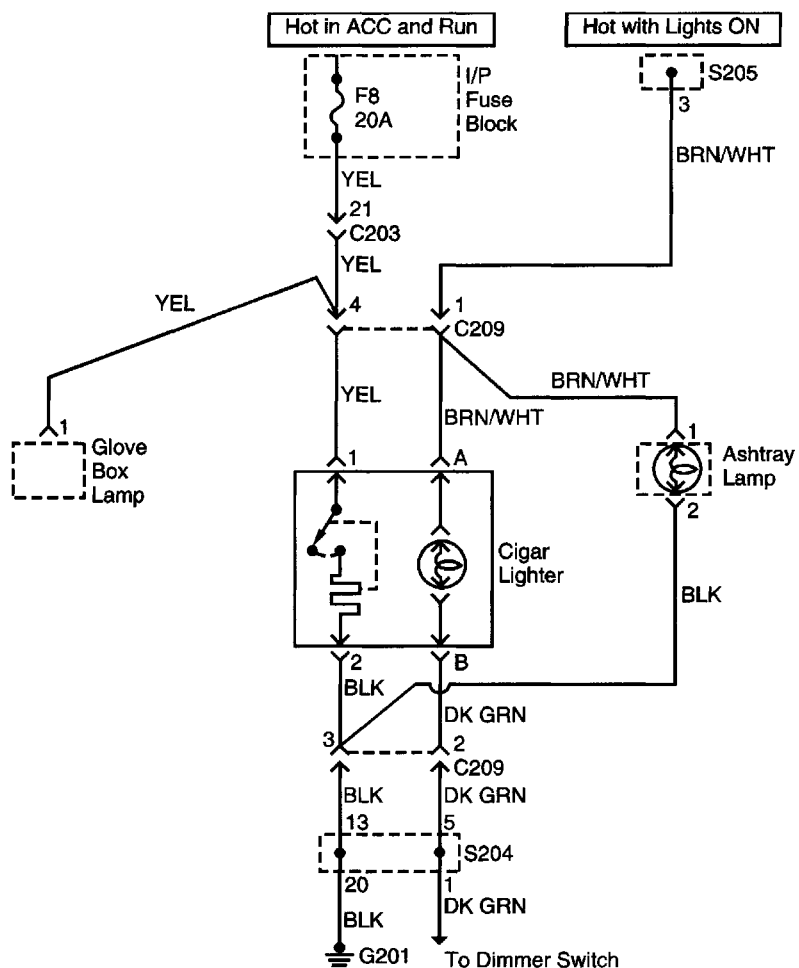 Hot in ACC and Run
Hot with Lights ON
I/P
Fuse
Block
F8
20A
S205
3
BRN/WHT
YEL
21
C203
YEL
YEL
4
1
C209
BRN/WHT
YEL
BRN/WHT
1
Glove
Box
Lamp
1
A
1
Ashtray
Lamp
2
Cigar
Lighter
BLK
2
B
BLK
DK GRN
3
2
C209
BLK
DK GRN
13
5
S204
20
1
BLK
DK GRN
G201
To Dimmer Switch